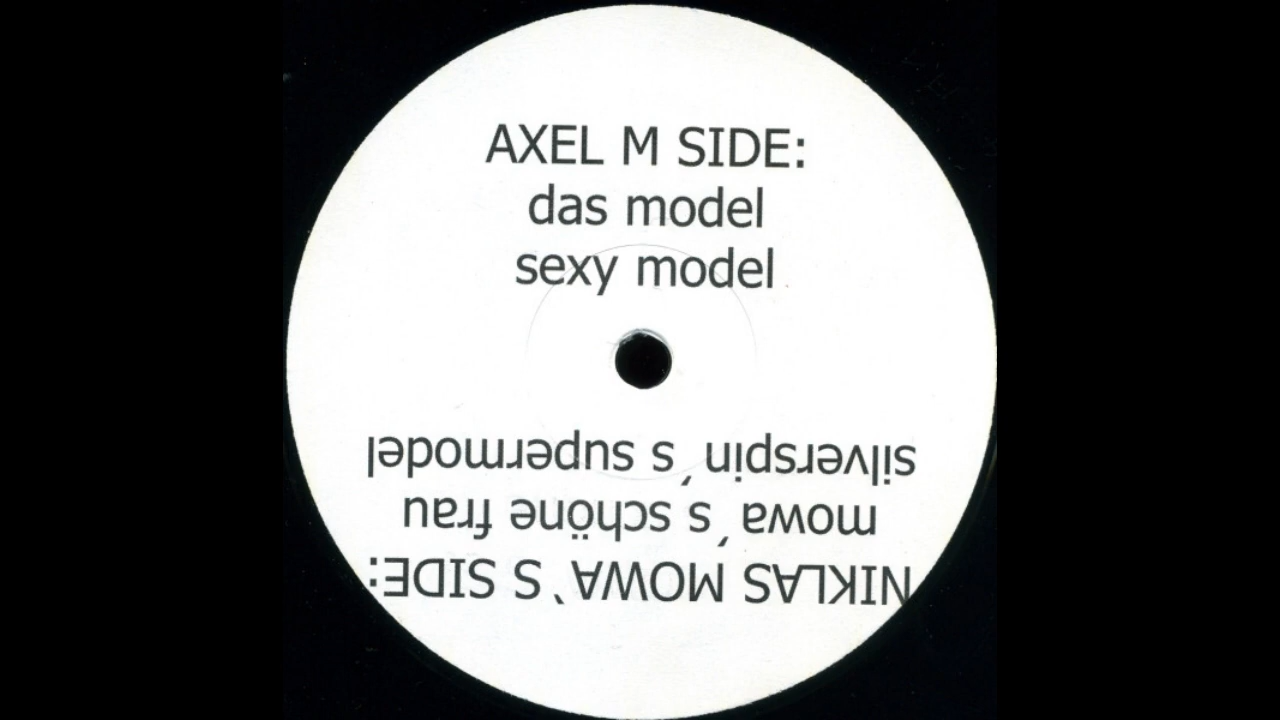 AXEL M SIDE:
das model
sexy model
NIKLAS MOWA`S SIDE:
mowa´s schöne frau
silverspin´s supermodel